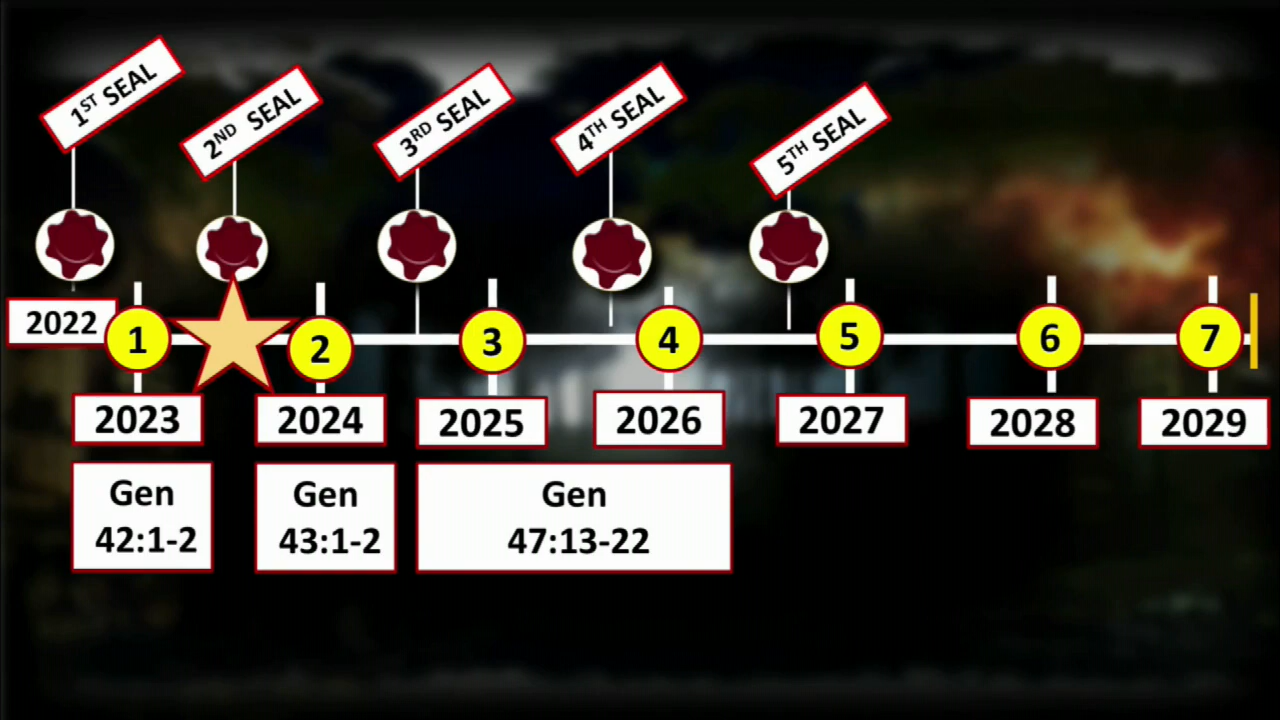 1ST SEAL
2ND SEAL
3RD SEAL
4TH SEAL
5TH SEAL
2022
1
2
3
4
5
6
7
2023
2024
2025
2026
2027
2028
2029
Gen
42:1-2
Gen
43:1-2
Gen
47:13-22